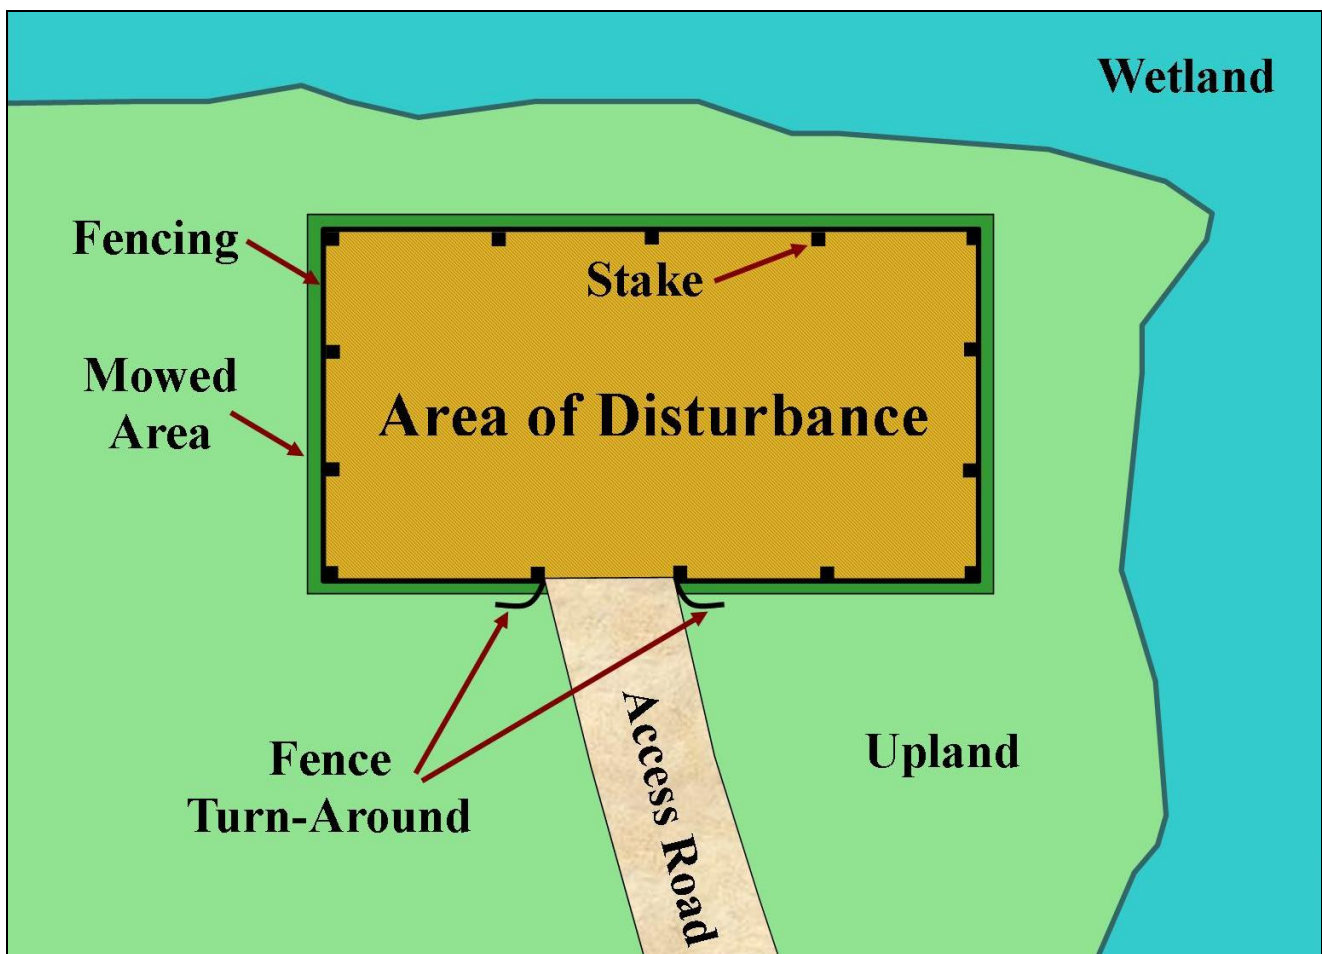 Wetland
Fencing
Stake
Mowed
Area
Area of Disturbance
Upland
Fence
Turn-Around
Access Road